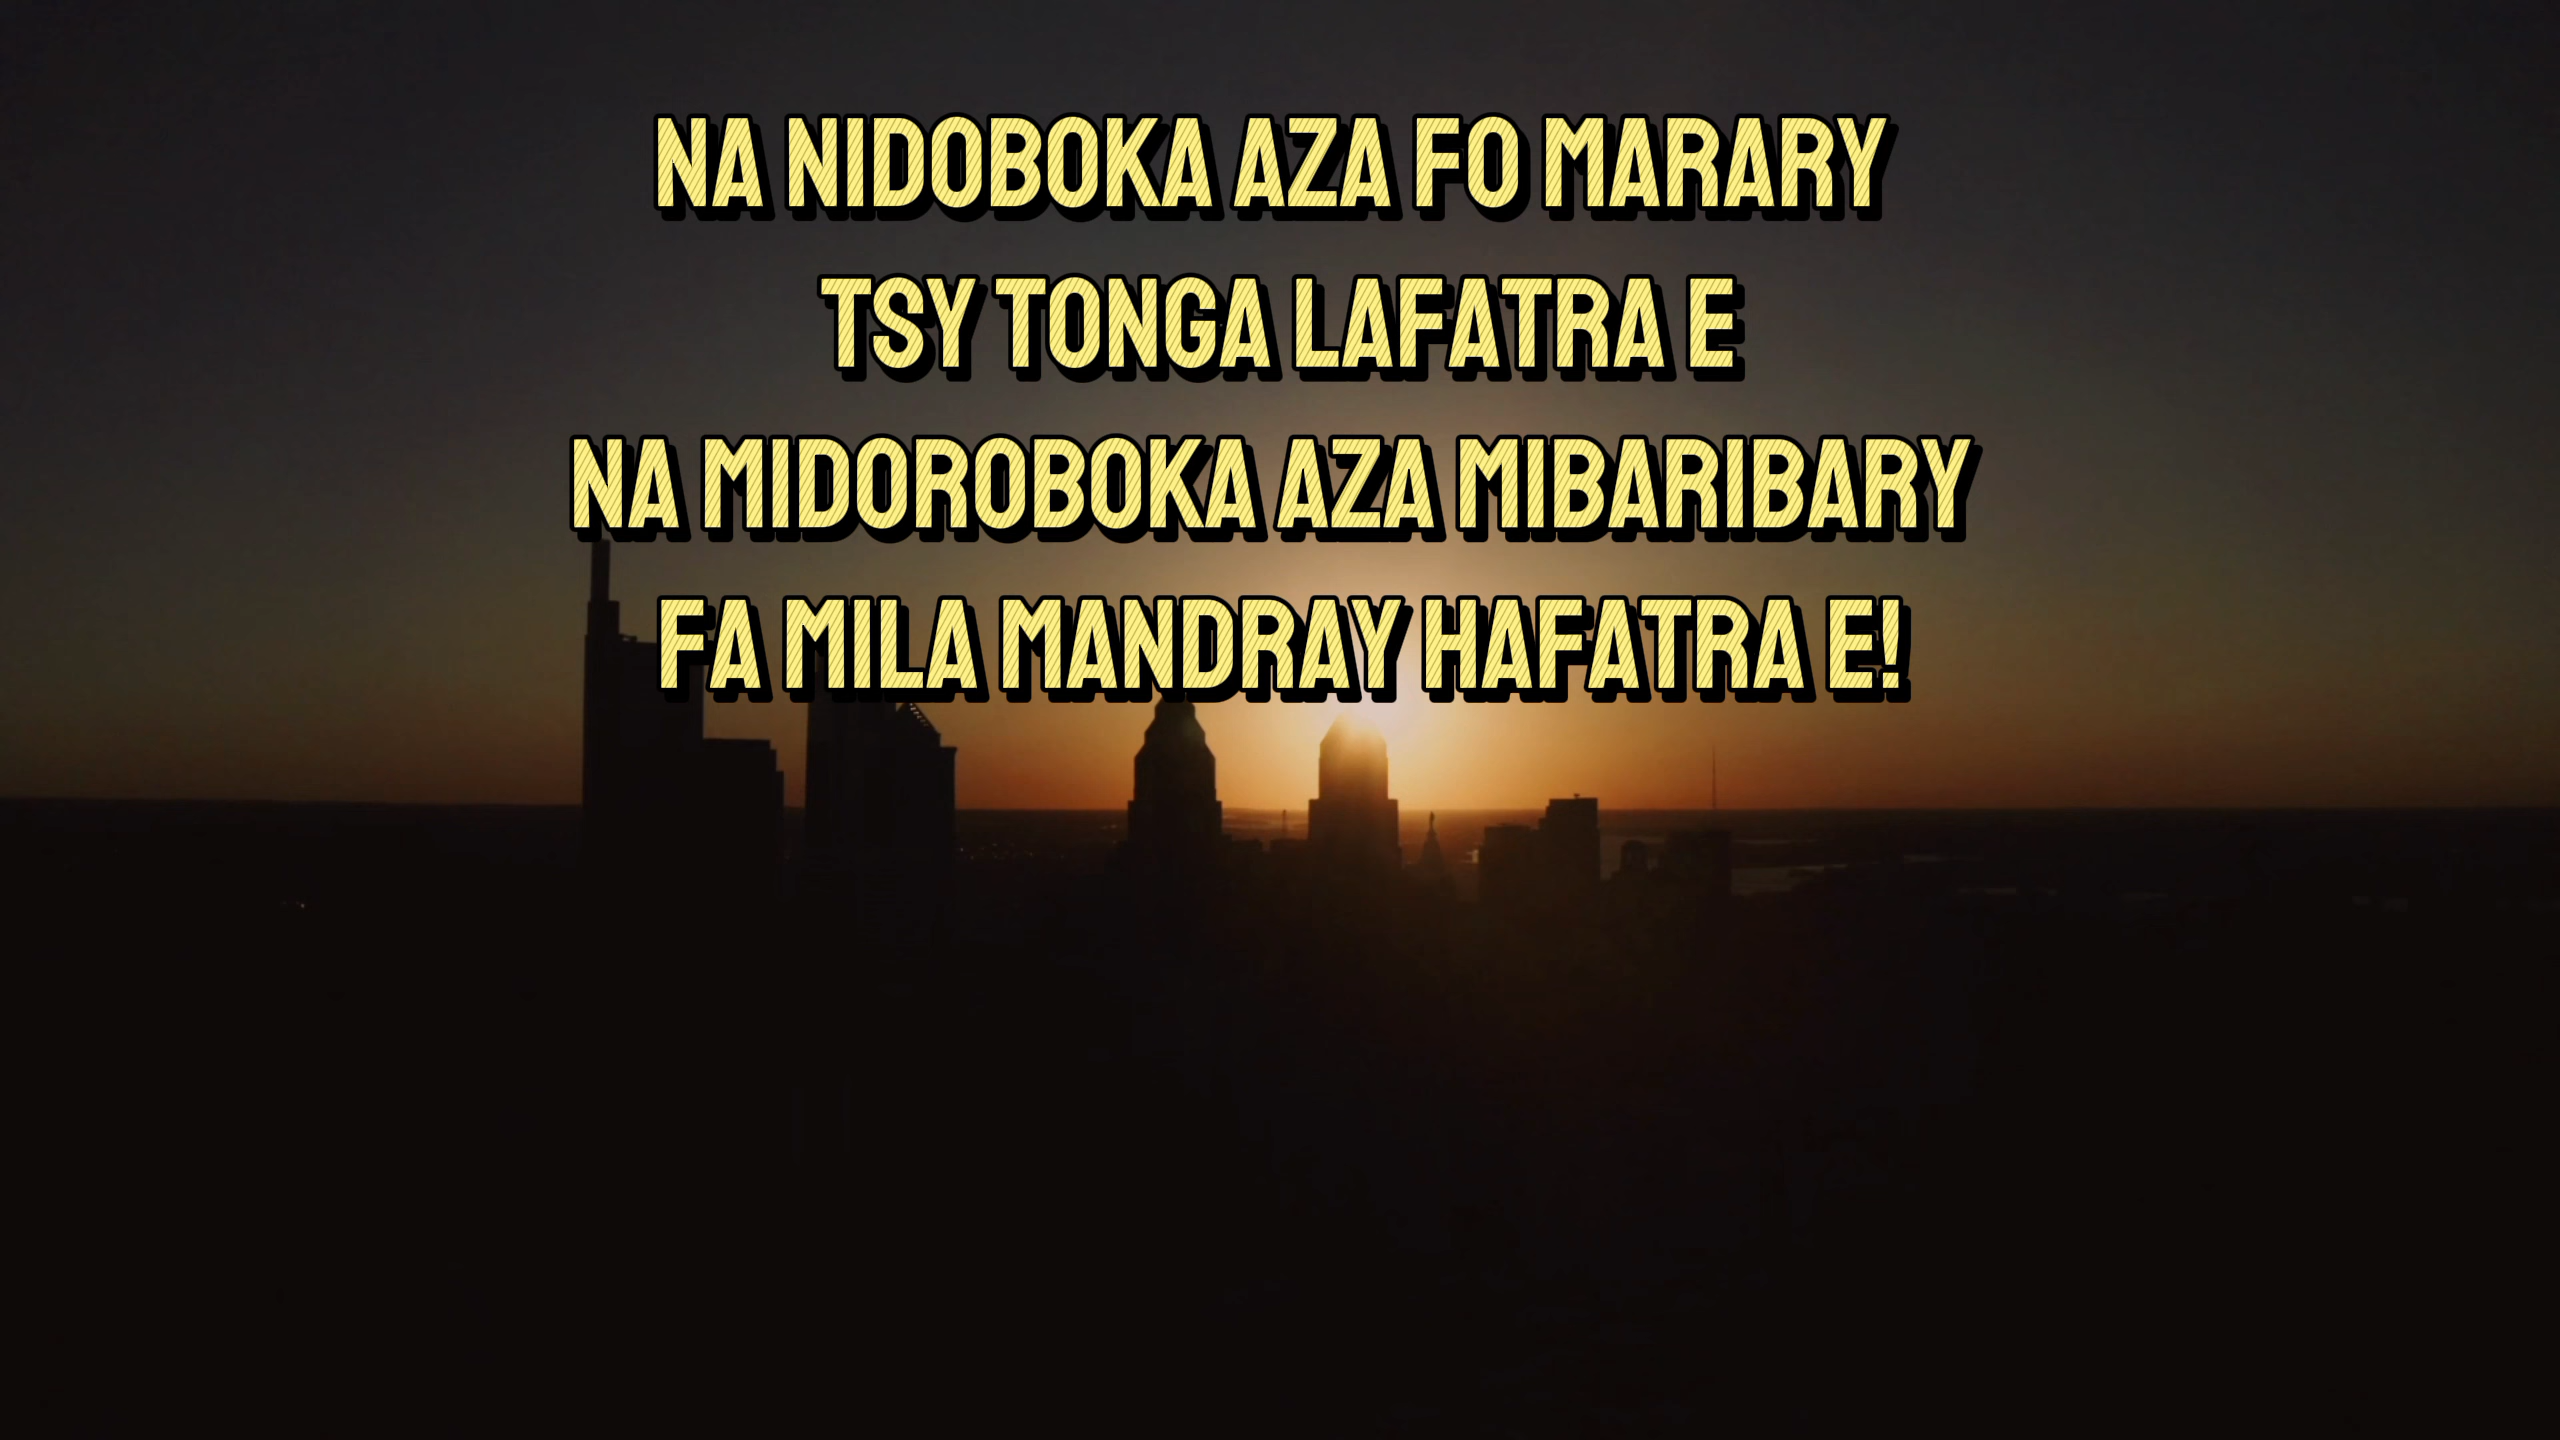 NA NIDOBOKA AZA FO MARARY
TSY TONGA LAFATRA E
NA MIDOROBOKA AZA MIBARIBARY
FA MILA MANDRAY HAFATRA E!